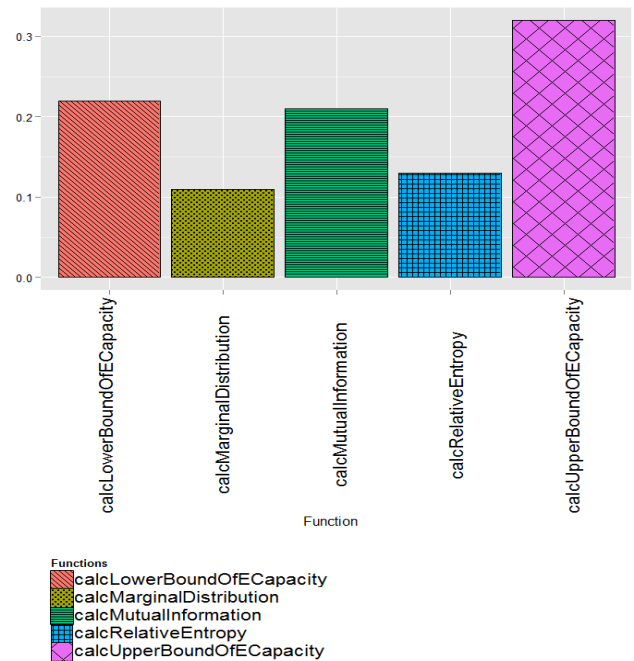 0.3
0.2
0.1
0.0
calcLowerBoundOfECapacity
calcMarginalDistribution
calcMutualInformation
calcRelativeEntropy
calcUpperBoundOfECapacity
Function
Functions
calcLowerBoundOfECapacity
calcMarginalDistribution
calcMutualInformation
calcRelativeEntropy
calcUpperBoundOfECapacity